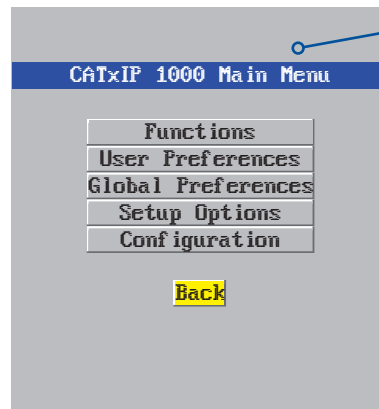 CATxIP 1000 Main Menu
Functions
User Preferences
Global Preferences
Setup Options
Configuration
Back